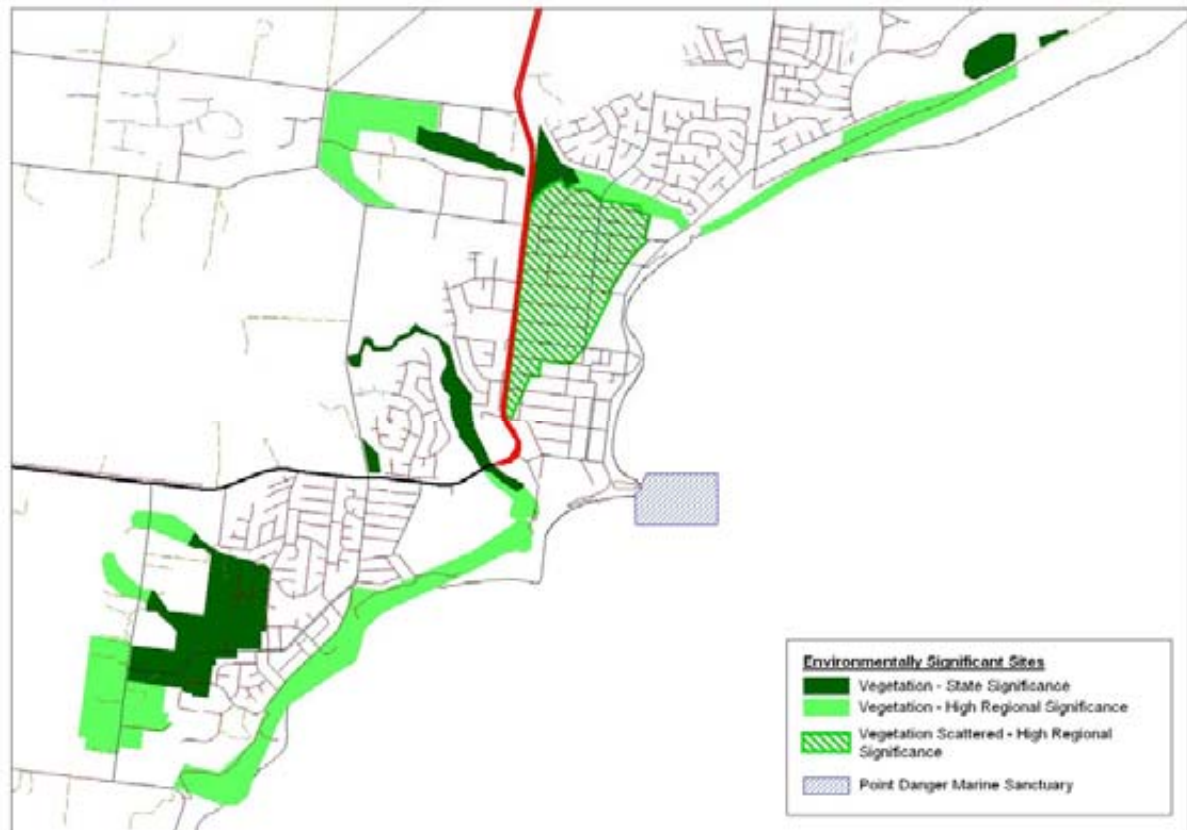 Environmentally Significant Sites
Vegetation - State Significance
Vegetation - High Regional Significance
Vegetation Scattered - High Regional
Significance
Point Danger Marine Sanctuary